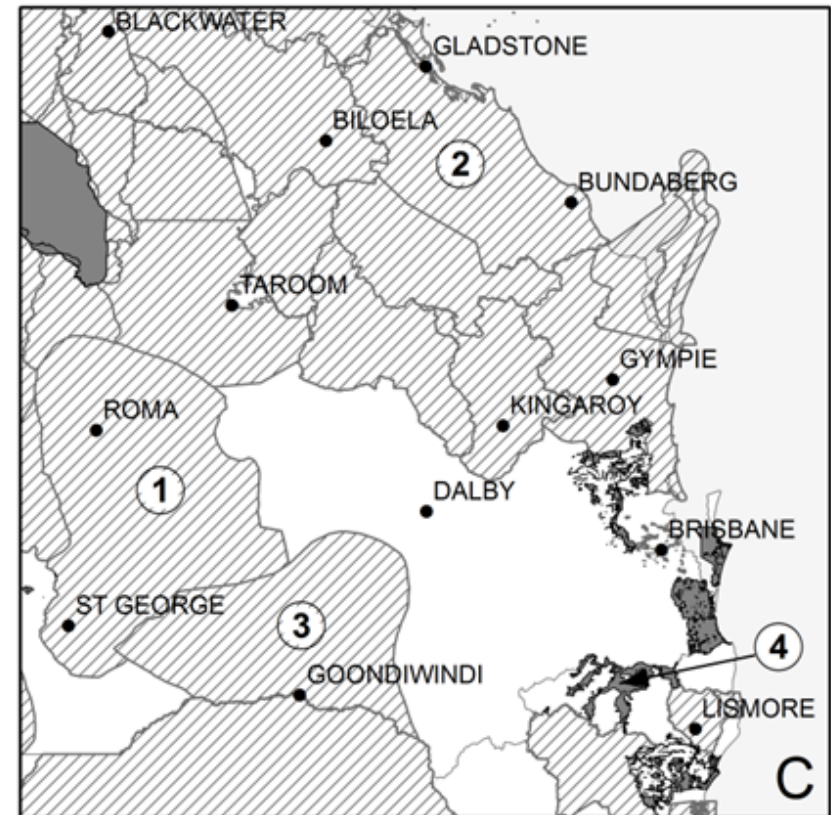 BLACKWATER
GLADSTONE
BILOELA
2
BUNDABERG
TAROOM
GYMPIE
ROMA
KINGAROY
1
DALBY
BRISBANE
ST GEORGE
3
4
GOONDIWINDI
LISMORE
C